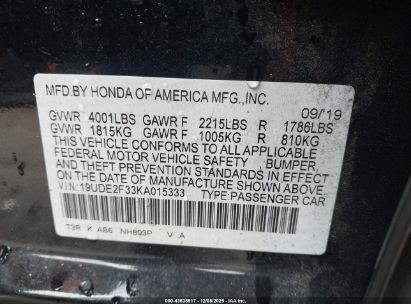 MFD.BY HONDA OF AMERICA MFG.,INC.
09/19
GVWR 4001LBS GAWR F 2215LBS R 1786LBS
GVWR 1815KG GAWR F 1005KG R 810KG
THIS VEHICLE CONFORMS TO ALL APPLICABLE
FEDERAL MOTOR VEHICLE SAFETY, BUMPER,
AND THEFT PREVENTION STANDARDS IN EFFECT
ON THE DATE OF MANUFACTURE SHOWN ABOVE.
VIN:19UDE2F33KA015333 TYPE:PASSENGER CAR
T3R K AB6 NH893P V A